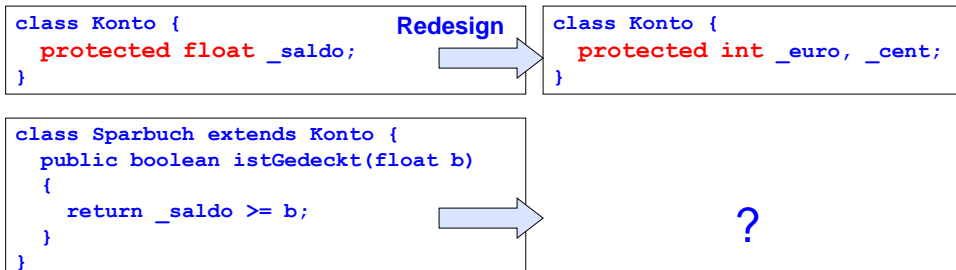 class Konto {
  protected float _saldo;
}
Redesign
class Konto {
  protected int _euro, _cent;
}
class Sparbuch extends Konto {
  public boolean istGedeckt(float b)
  {
    return _saldo >= b;
  }
}
?